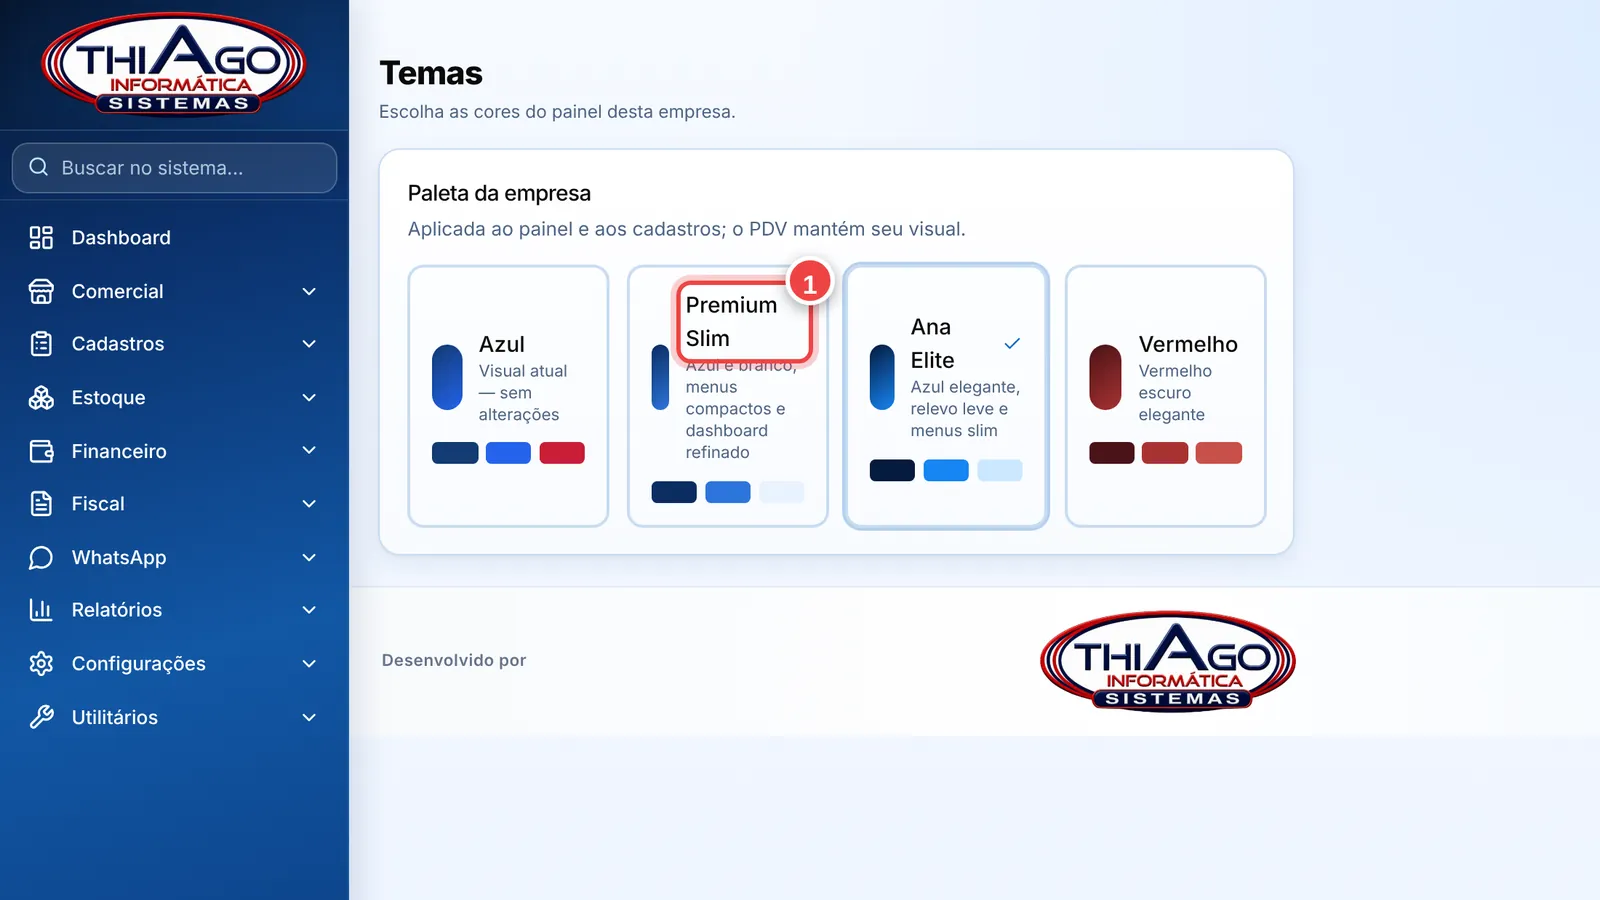 THIAGO
INFORMÁTICA
SISTEMAS
Buscar no sistema...
Dashboard
Comercial
Cadastros
Estoque
Financeiro
Fiscal
WhatsApp
Relatórios
Configurações
Utilitários
Temas
Escolha as cores do painel desta empresa.
Paleta da empresa
Aplicada ao painel e aos cadastros; o PDV mantém seu visual.
Azul
Visual atual
— sem
alterações
1
Premium
Slim
Azul e branco,
menus
compactos e
dashboard
refinado
Ana
Elite
Azul elegante,
relevo leve e
menus slim
Vermelho
Vermelho
escuro
elegante
Desenvolvido por
THIAGO
INFORMÁTICA
SISTEMAS